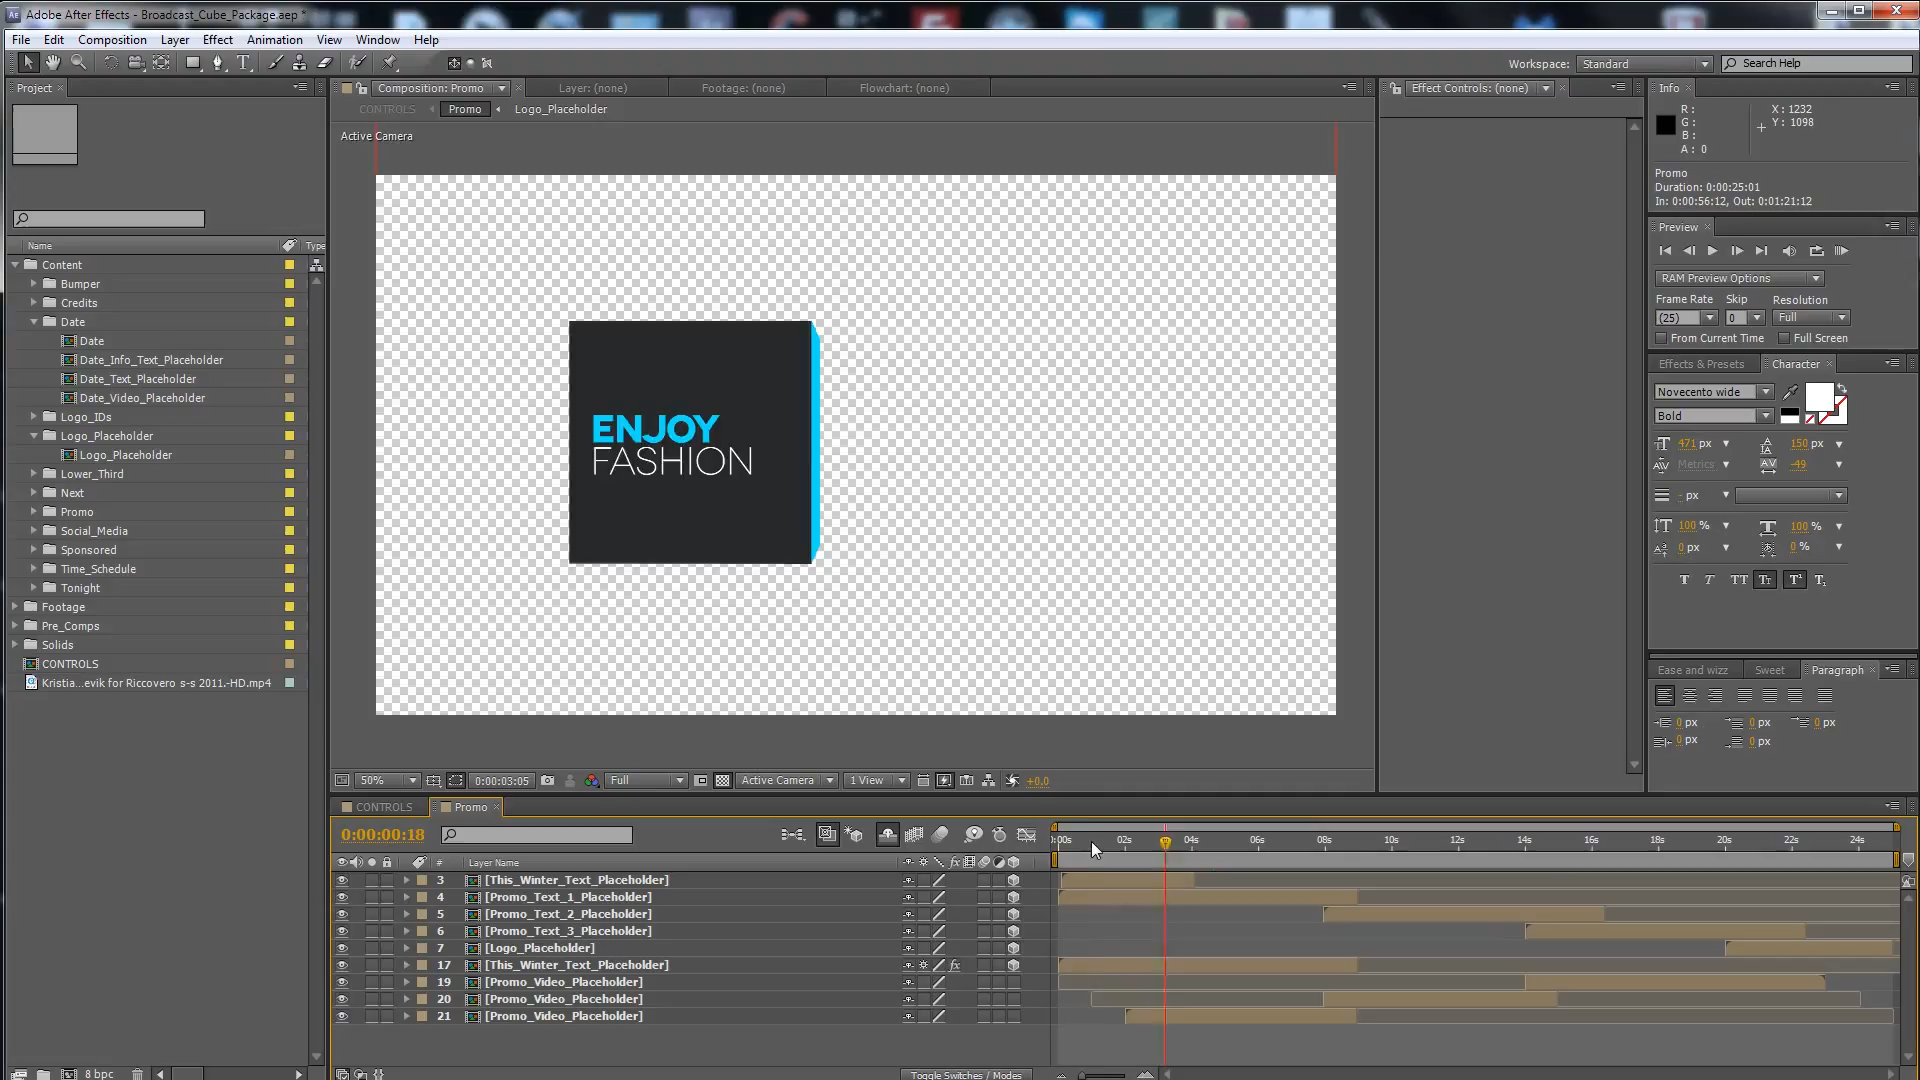 Adobe After Effects - Broadcast_Cube_Package.aep *
File Edit Composition Layer Effect Animation View Window Help
Workspace: Standard Search Help
Project
Name Type
Content
Bumper
Credits
Date
Date
Date_Info_Text_Placeholder
Date_Text_Placeholder
Date_Video_Placeholder
Logo_IDs
Logo_Placeholder
Logo_Placeholder
Lower_Third
Next
Promo
Social_Media
Sponsored
Time_Schedule
Tonight
Footage
Pre_Comps
Solids
CONTROLS
Kristia...evik for Riccovero s-s 2011.-HD.mp4
8 bpc
Composition: Promo Layer: (none) Footage: (none) Flowchart: (none)
CONTROLS Promo Logo_Placeholder
Active Camera
ENJOY
FASHION
50% 0:00:03:05 Full Active Camera 1 View +0.0
Effect Controls: (none)
Info
R : X : 1232
G : Y : 1098
B :
A : 0
Promo
Duration: 0:00:25:01
In: 0:00:56:12, Out: 0:01:21:12
Preview
RAM Preview Options
Frame Rate Skip Resolution
(25) 0 Full
From Current Time Full Screen
Effects & Presets Character
Novecento wide
Bold
471 px 150 px
Metrics -49
- px
100 % 100 %
0 px 0 %
T T TT TT T¹ T₁
Ease and wizz Sweet Paragraph
0 px 0 px 0 px
0 px 0 px
CONTROLS Promo
0:00:00:18
:00s 02s 04s 06s 08s 10s 12s 14s 16s 18s 20s 22s 24s
# Layer Name fx
3 [This_Winter_Text_Placeholder]
4 [Promo_Text_1_Placeholder]
5 [Promo_Text_2_Placeholder]
6 [Promo_Text_3_Placeholder]
7 [Logo_Placeholder]
17 [This_Winter_Text_Placeholder] fx
19 [Promo_Video_Placeholder]
20 [Promo_Video_Placeholder]
21 [Promo_Video_Placeholder]
Toggle Switches / Modes